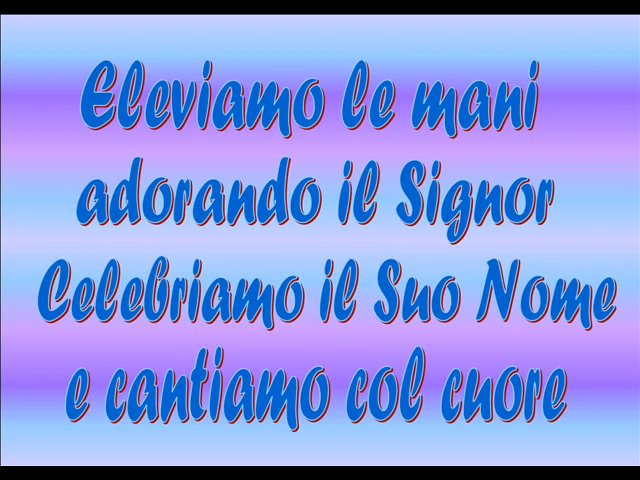 Eleviamo le mani
adorando il Signor
Celebriamo il Suo Nome
e cantiamo col cuore